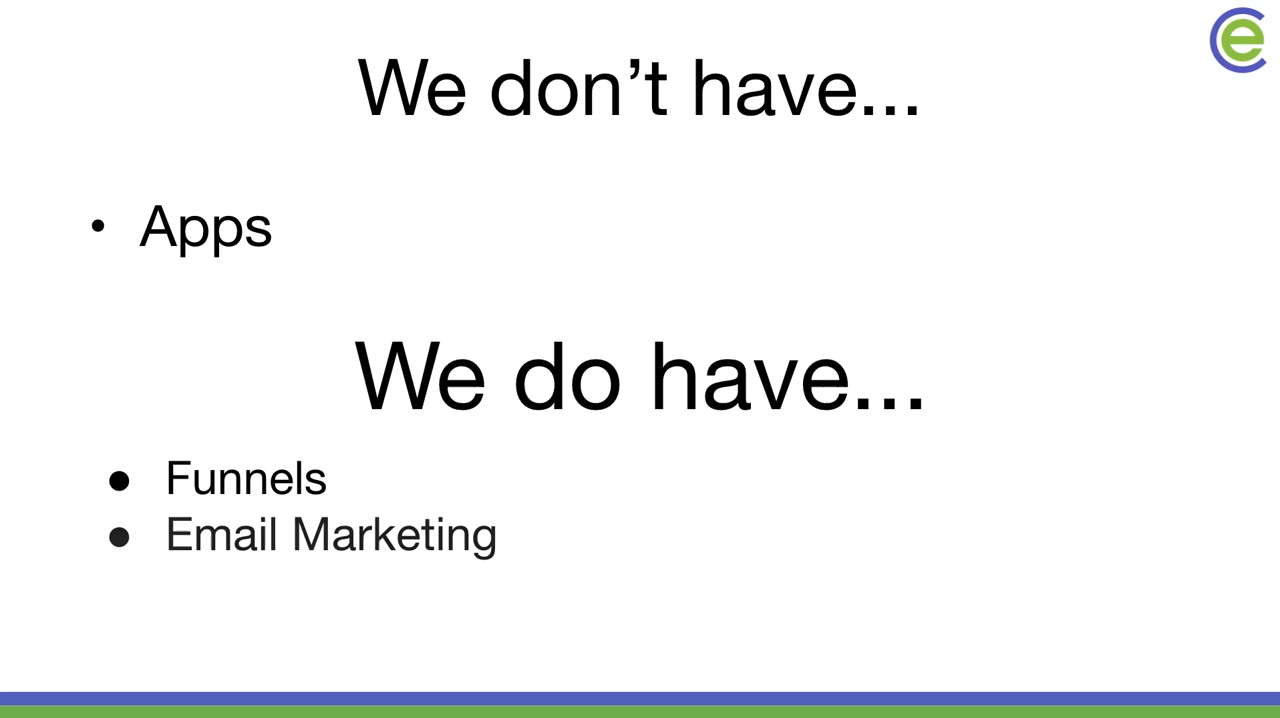 We don’t have...
• Apps
We do have...
● Funnels
● Email Marketing